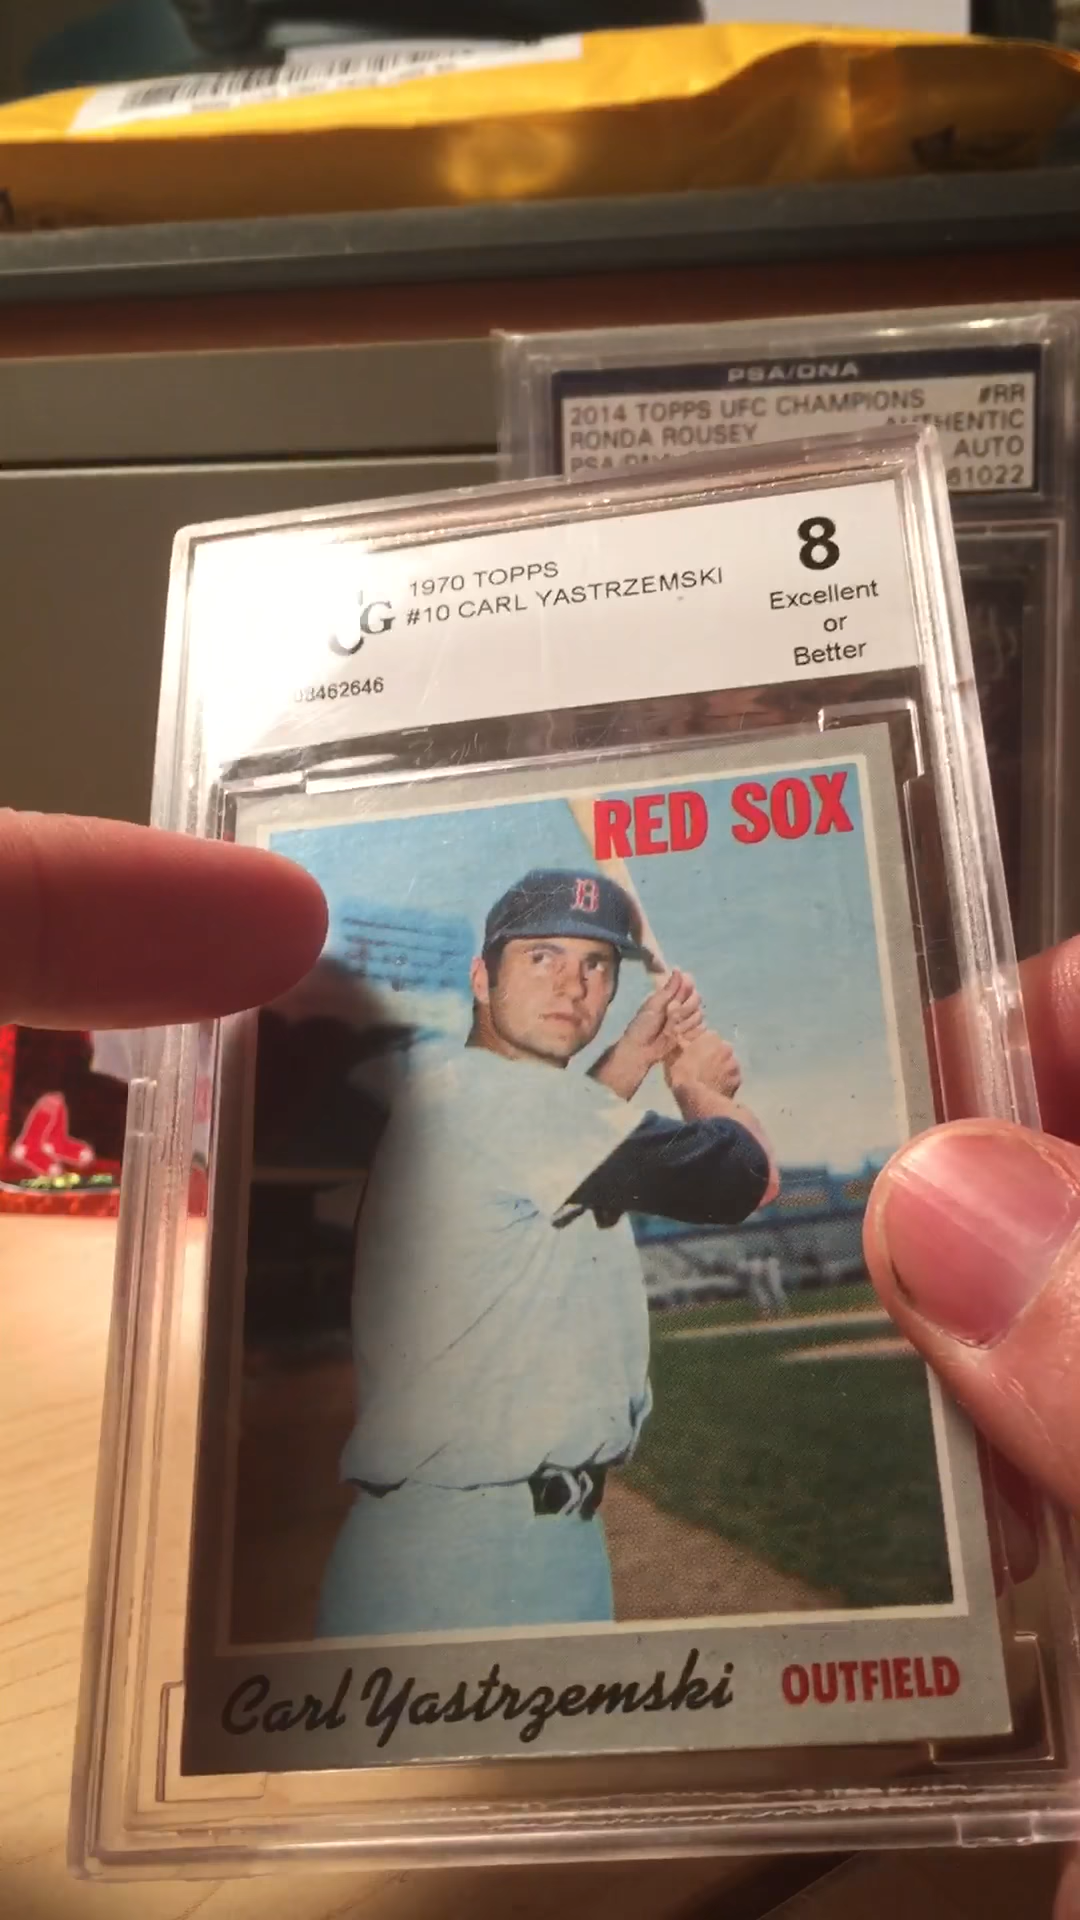 PSA/DNA
2014 TOPPS UFC CHAMPIONS #RR
RONDA ROUSEY AUTHENTIC
AUTO
61022
1970 TOPPS
#10 CARL YASTRZEMSKI
G
8
Excellent
or
Better
08462646
RED SOX
B
Carl Yastrzemski
OUTFIELD